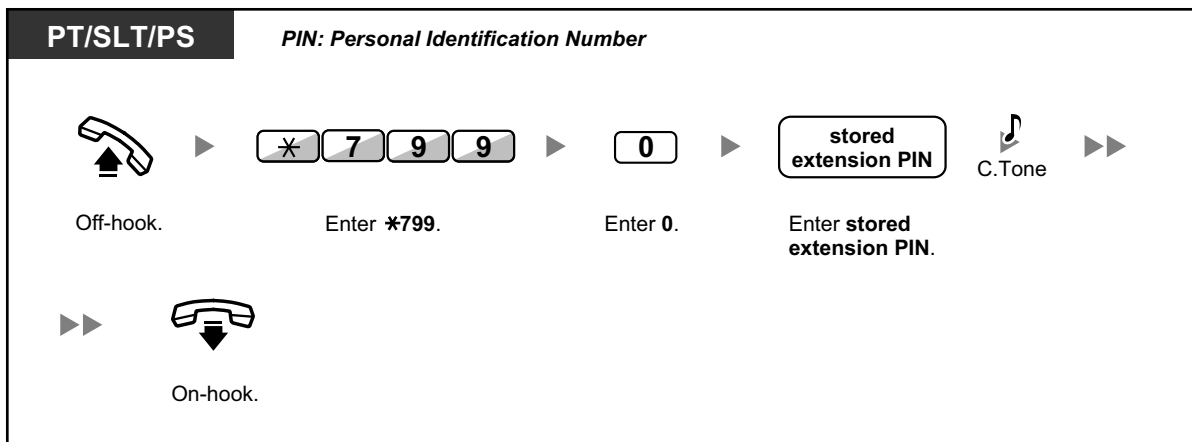 PT/SLT/PS
PIN: Personal Identification Number
* 7 9 9
0
stored
extension PIN
C.Tone
Off-hook.
Enter *799.
Enter 0.
Enter stored
extension PIN.
On-hook.